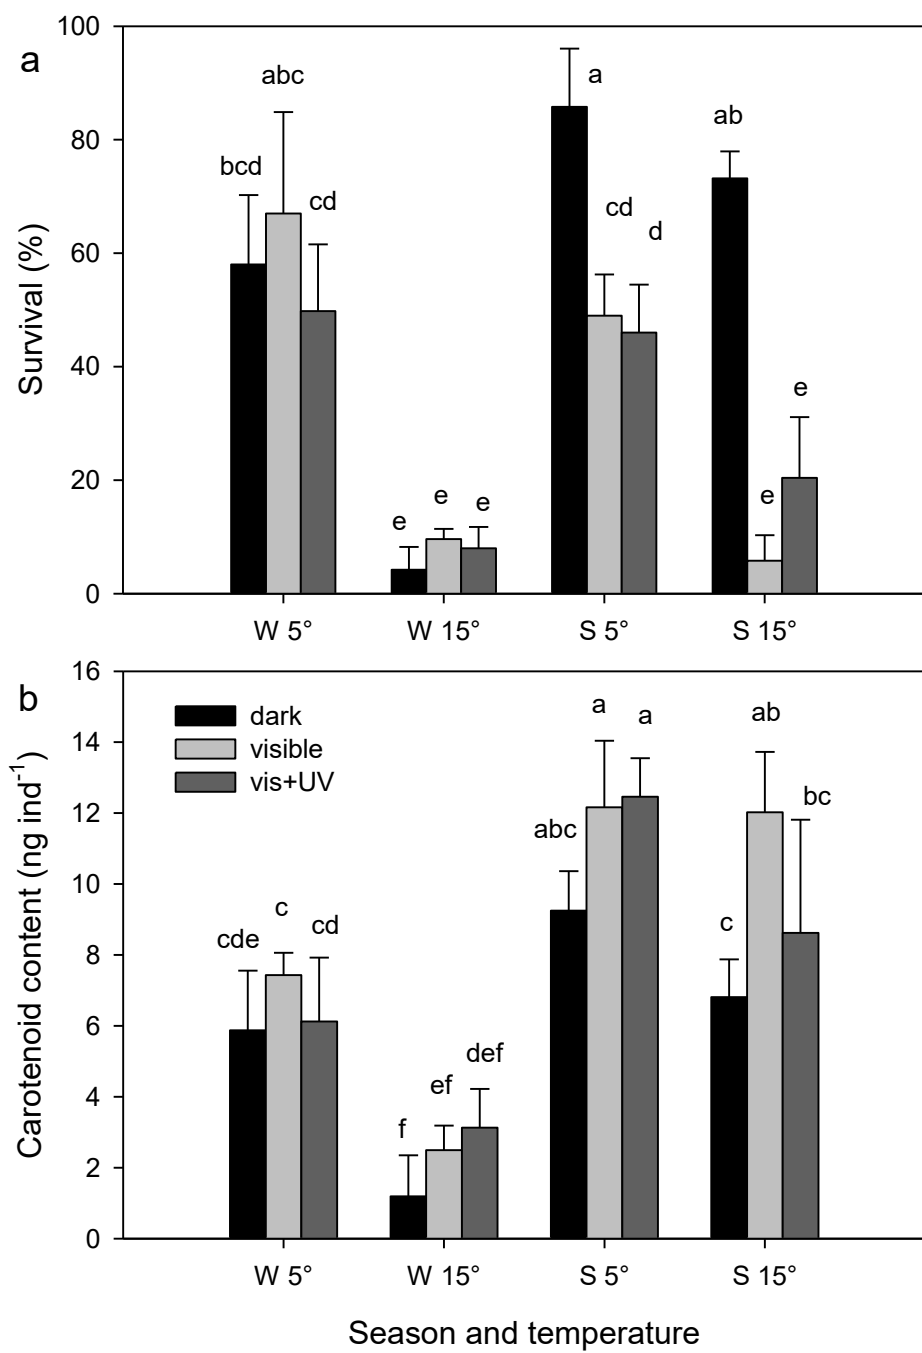 a
Survival (%)
100
80
60
40
20
0
bcd
abc
cd
e
e
e
a
cd
d
ab
e
e
W 5°
W 15°
S 5°
S 15°
b
Carotenoid content (ng ind⁻¹)
16
14
12
10
8
6
4
2
0
dark
visible
vis+UV
cde
c
cd
f
ef
def
abc
a
a
c
ab
bc
W 5°
W 15°
S 5°
S 15°
Season and temperature